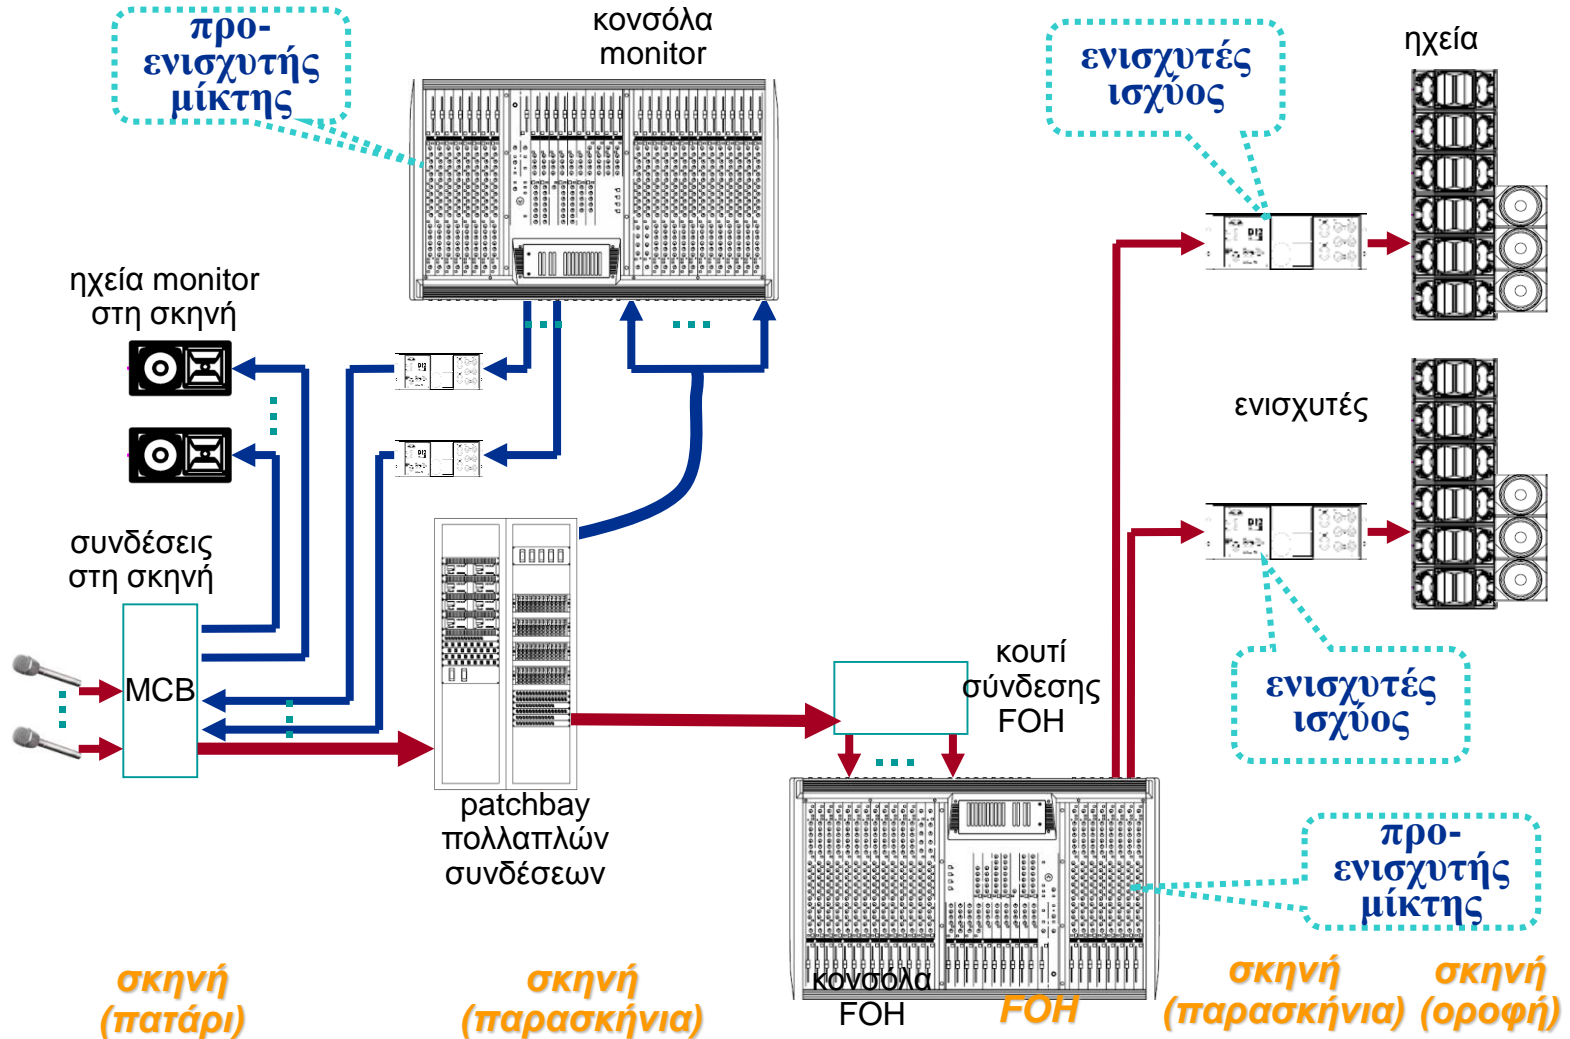 προ-
ενισχυτής
μίκτης
κονσόλα
monitor
ενισχυτές
ισχύος
ηχεία
ηχεία monitor
στη σκηνή
ενισχυτές
συνδέσεις
στη σκηνή
MCB
κουτί
σύνδεσης
FOH
ενισχυτές
ισχύος
patchbay
πολλαπλών
συνδέσεων
προ-
ενισχυτής
μίκτης
κονσόλα
FOH
σκηνή
(πατάρι)
σκηνή
(παρασκήνια)
FOH
σκηνή
(παρασκήνια)
σκηνή
(οροφή)